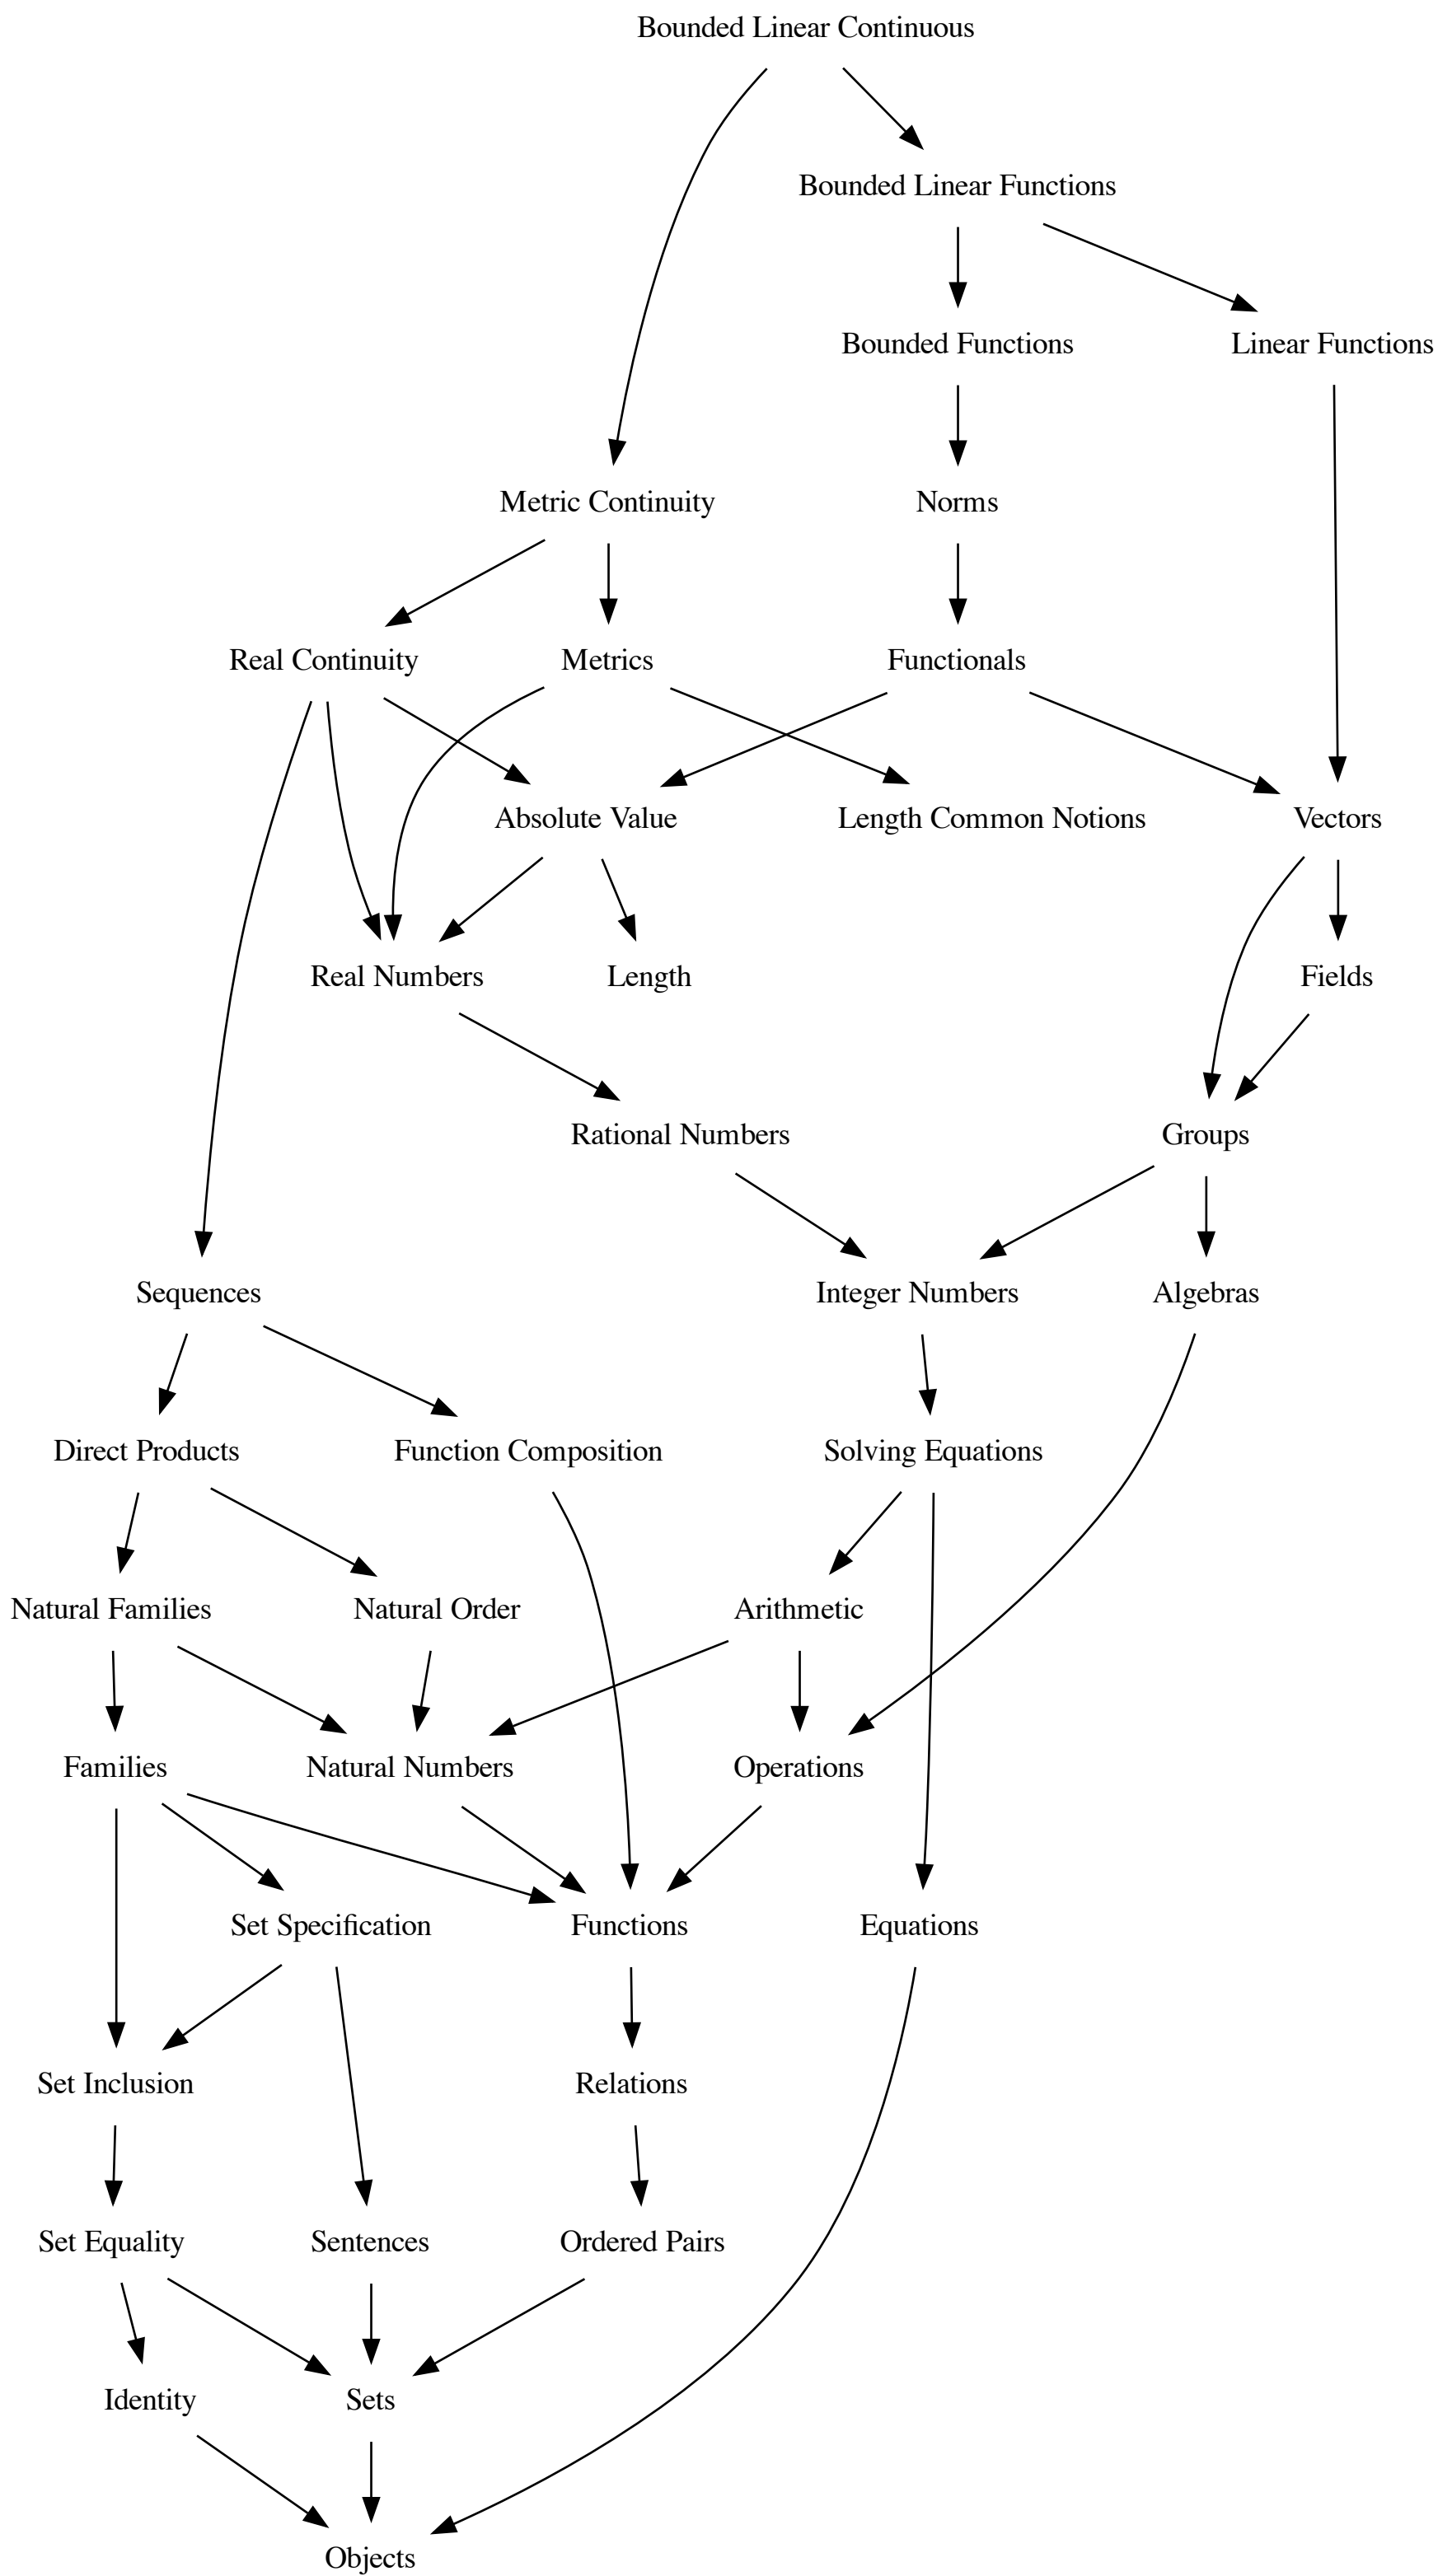 Bounded Linear Continuous
Bounded Linear Functions
Bounded Functions
Linear Functions
Metric Continuity
Norms
Real Continuity
Metrics
Functionals
Absolute Value
Length Common Notions
Vectors
Real Numbers
Length
Fields
Rational Numbers
Groups
Sequences
Integer Numbers
Algebras
Direct Products
Function Composition
Solving Equations
Natural Families
Natural Order
Arithmetic
Families
Natural Numbers
Operations
Set Specification
Functions
Equations
Set Inclusion
Relations
Set Equality
Sentences
Ordered Pairs
Identity
Sets
Objects